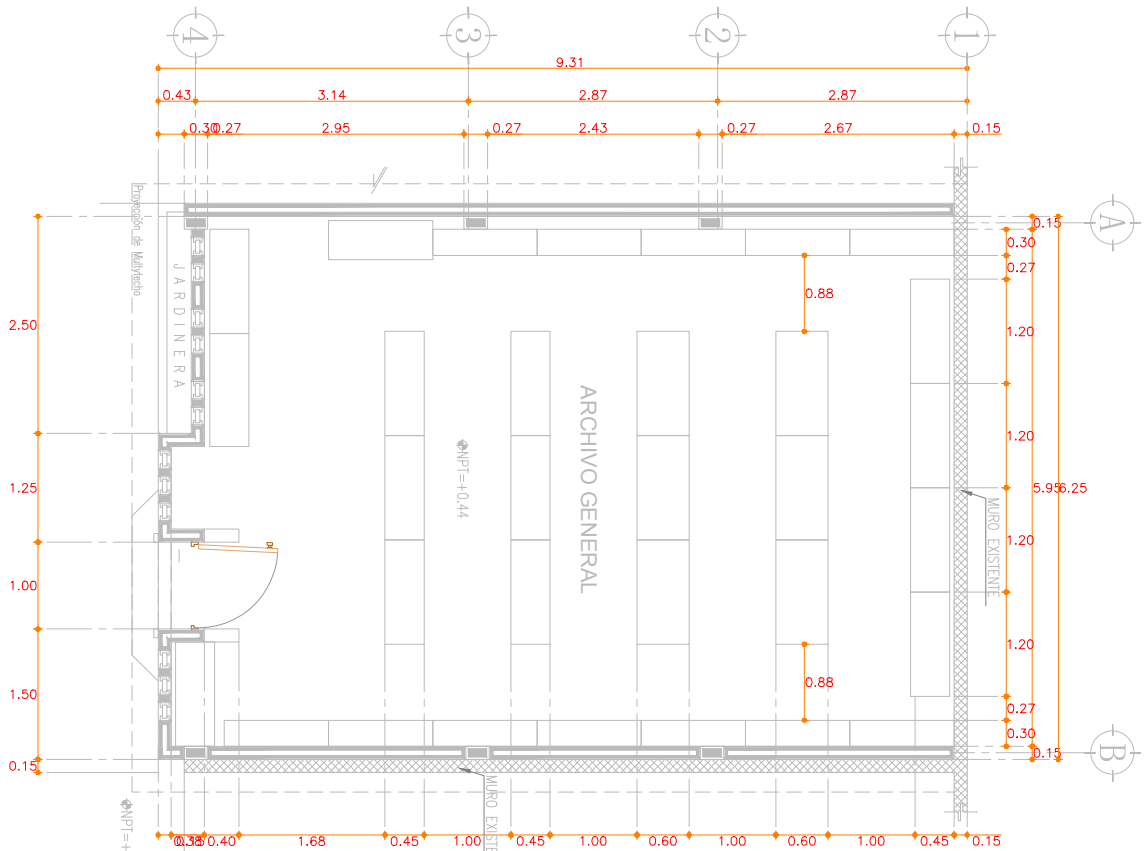 4 3 2 1
9.31
0.43 3.14 2.87 2.87
0.30 0.27 2.95 0.27 2.43 0.27 2.67 0.15
A
B
Proyección de Multytecho
JARDINERA
ARCHIVO GENERAL
NPT=+0.44
MURO EXISTENTE
MURO EXISTE
NPT=+
2.50
1.25
1.00
1.50
0.15
0.88
0.88
0.15
0.30
0.27
1.20
1.20
5.95 6.25
1.20
1.20
0.27
0.30
0.15
0.40 1.68 0.45 1.00 0.45 1.00 0.60 1.00 0.60 1.00 0.45 0.15